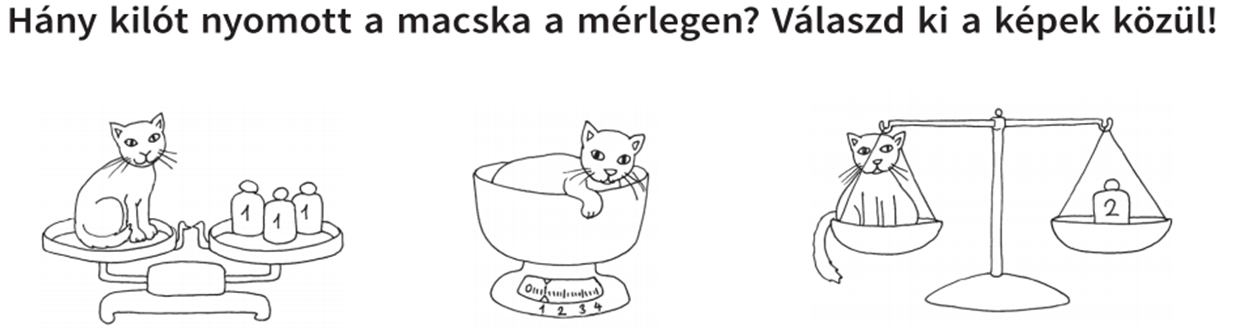 Hány kilót nyomott a macska a mérlegen? Válaszd ki a képek közül!
1 1 1
2
0
1 2 3 4